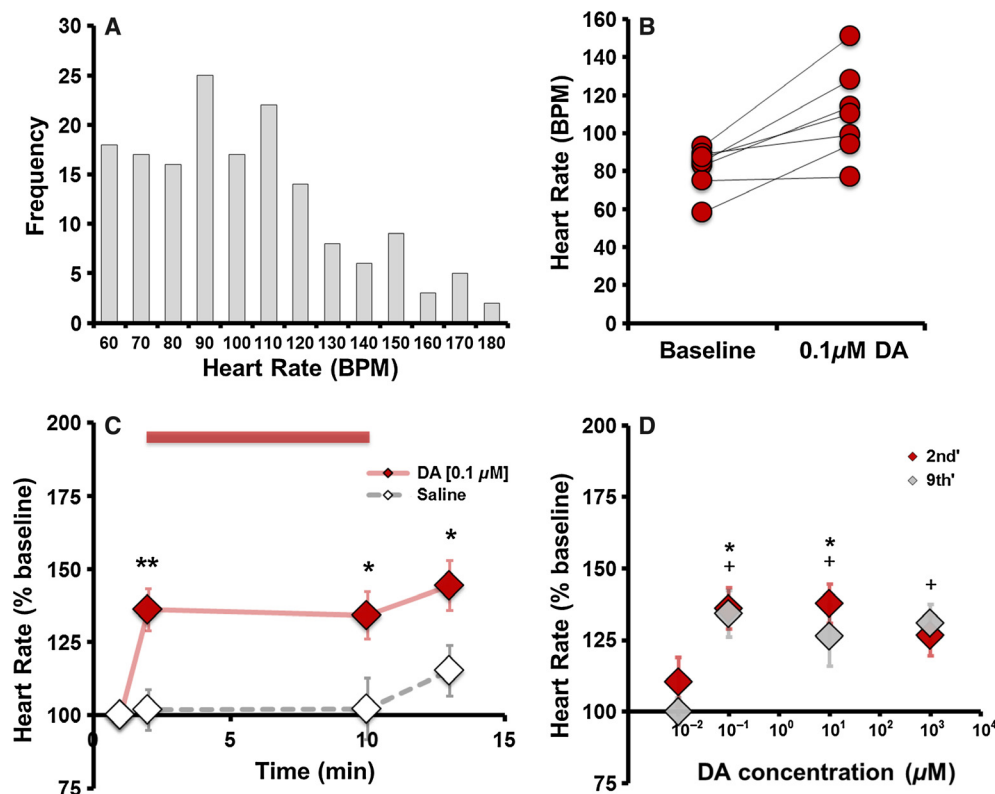 A
30
25
20
15
10
5
0
Frequency
60 70 80 90 100 110 120 130 140 150 160 170 180
Heart Rate (BPM)
B
160
140
120
100
80
60
40
20
0
Heart Rate (BPM)
Baseline 0.1µM DA
C
200
175
150
125
100
75
Heart Rate (% baseline)
DA [0.1 µM]
Saline
** * *
0 5 10 15
Time (min)
D
200
175
150
125
100
75
Heart Rate (% baseline)
2nd'
9th'
* *
+ + +
10⁻² 10⁻¹ 10⁰ 10¹ 10² 10³ 10⁴
DA concentration (µM)